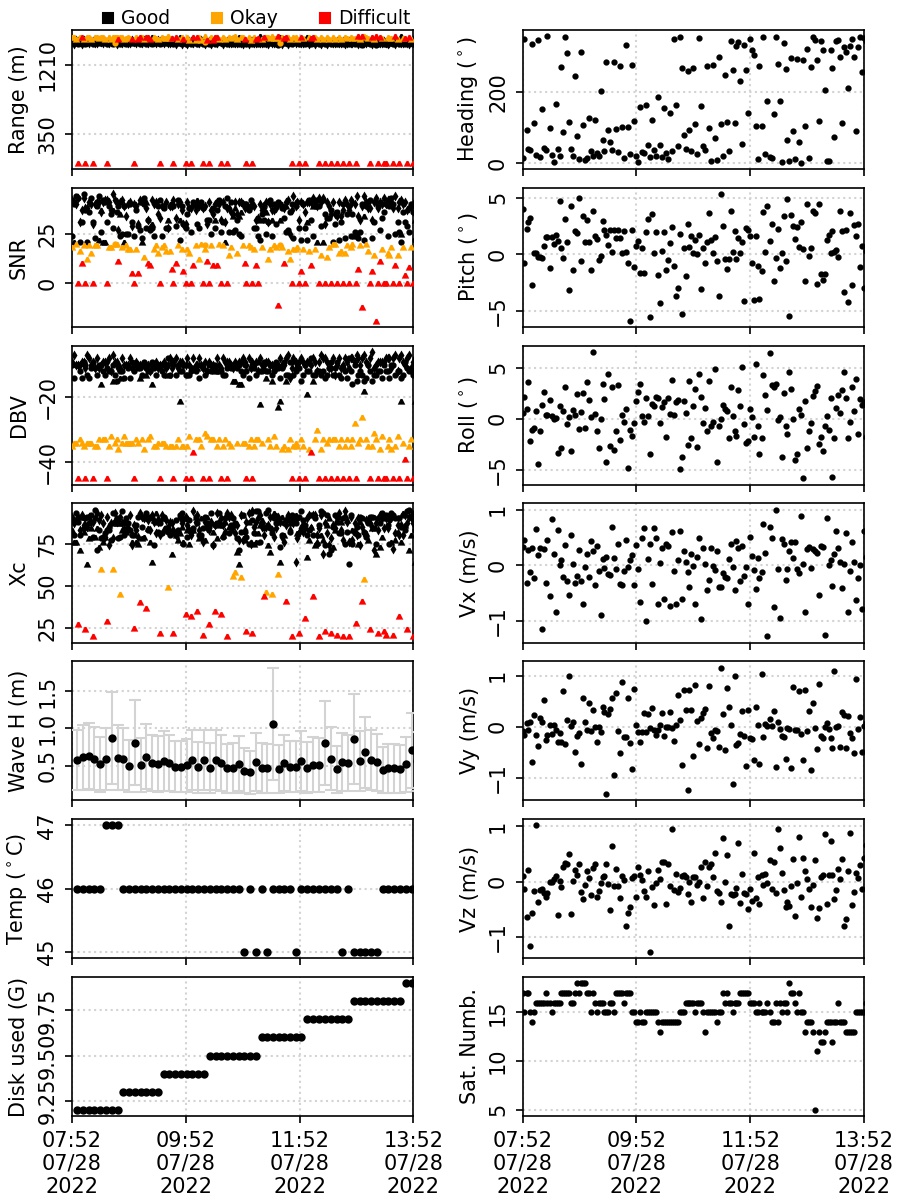 Good Okay Difficult
Range (m)
1210
350
Heading (°)
200
0
SNR
25
0
Pitch (°)
5
0
−5
DBV
−20
−40
Roll (°)
5
0
−5
Xc
75
50
25
Vx (m/s)
1
0
−1
Wave H (m)
1.5
1.0
0.5
Vy (m/s)
1
0
−1
Temp (°C)
47
46
45
Vz (m/s)
1
0
−1
Disk used (G)
9.75
9.50
9.25
Sat. Numb.
15
10
5
07:52 09:52 11:52 13:52 07:52 09:52 11:52 13:52
07/28 07/28 07/28 07/28 07/28 07/28 07/28 07/28
2022 2022 2022 2022 2022 2022 2022 2022